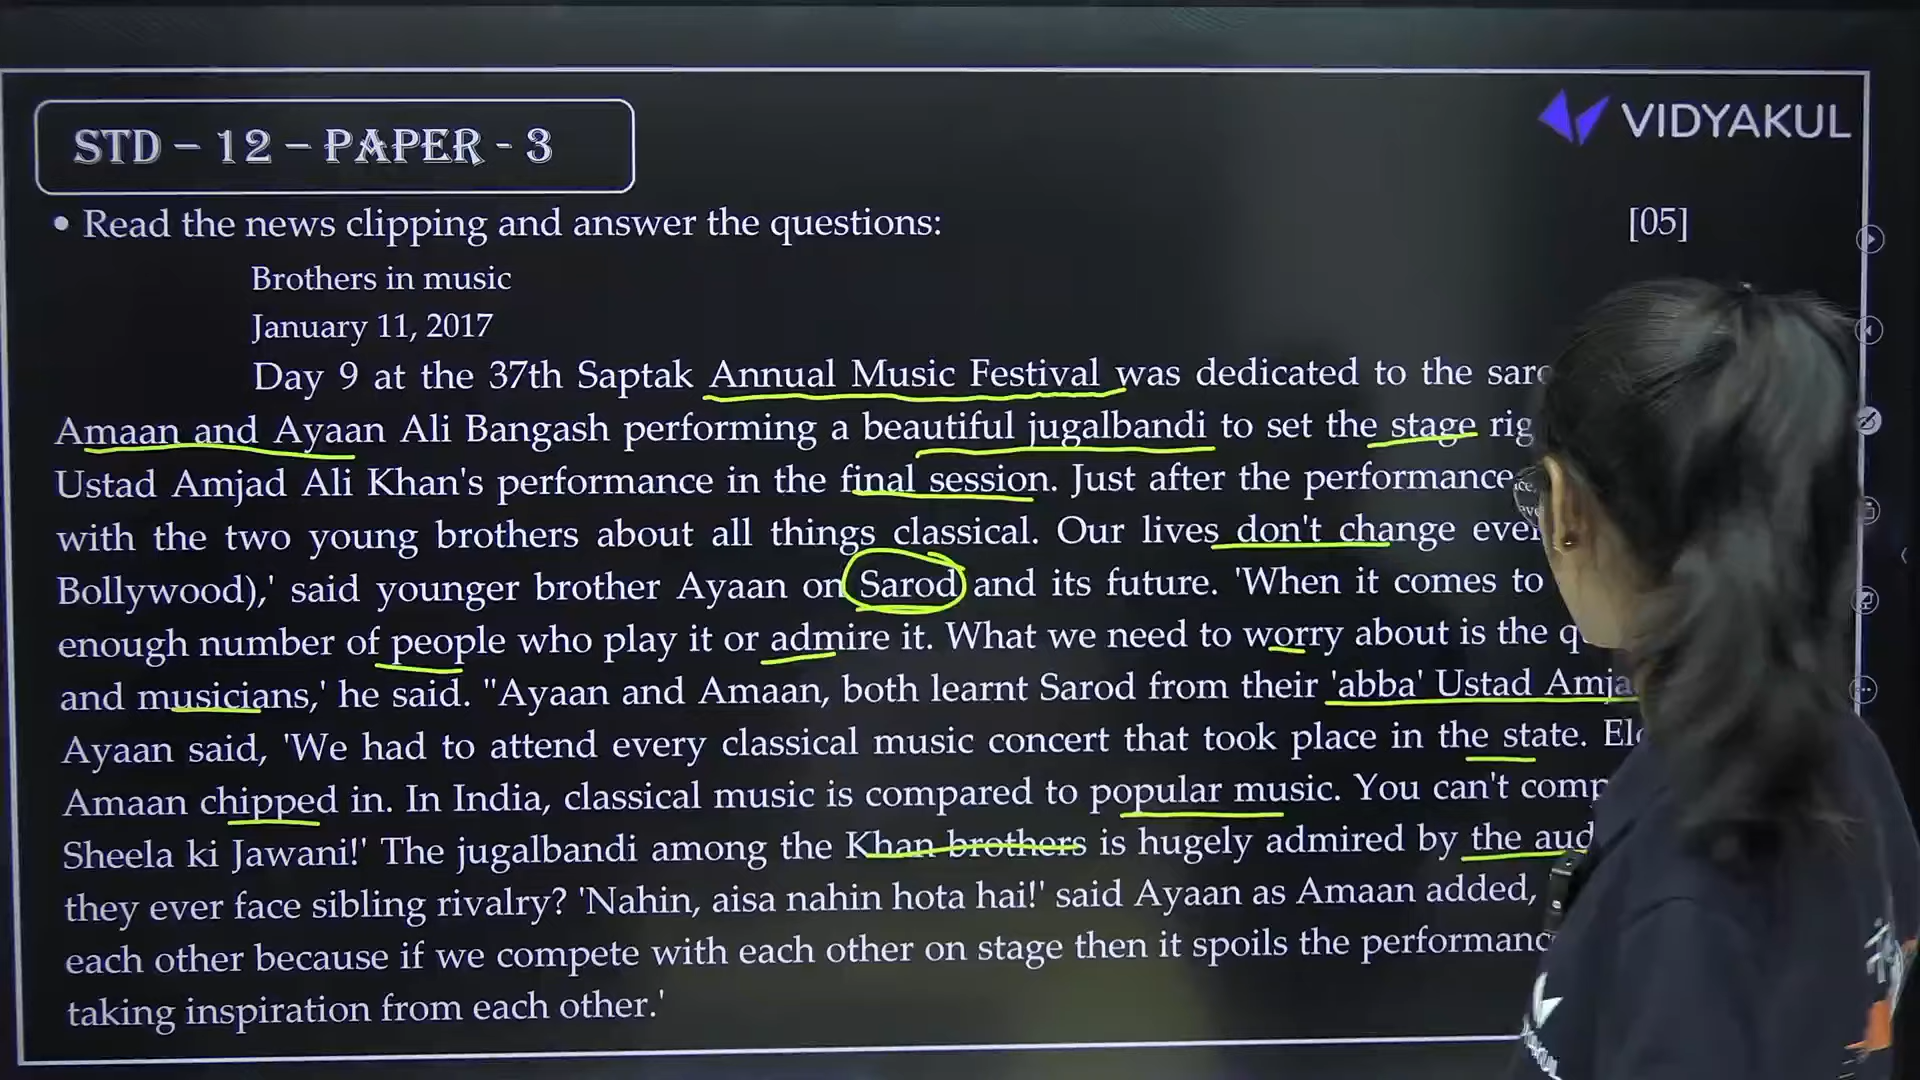 STD – 12 – PAPER - 3
VIDYAKUL
• Read the news clipping and answer the questions:
[05]
Brothers in music
January 11, 2017
Day 9 at the 37th Saptak Annual Music Festival was dedicated to the
Amaan and Ayaan Ali Bangash performing a beautiful jugalbandi to set the stage
Ustad Amjad Ali Khan's performance in the final session. Just after the performance
with the two young brothers about all things classical. Our lives don't change
Bollywood),' said younger brother Ayaan on Sarod and its future. 'When it comes to
enough number of people who play it or admire it. What we need to worry about is the
and musicians,' he said. "Ayaan and Amaan, both learnt Sarod from their 'abba' Ustad
Ayaan said, 'We had to attend every classical music concert that took place in the state.
Amaan chipped in. In India, classical music is compared to popular music. You can't
Sheela ki Jawani!' The jugalbandi among the Khan brothers is hugely admired by the
they ever face sibling rivalry? 'Nahin, aisa nahin hota hai!' said Ayaan as Amaan added,
each other because if we compete with each other on stage then it spoils the
taking inspiration from each other.'